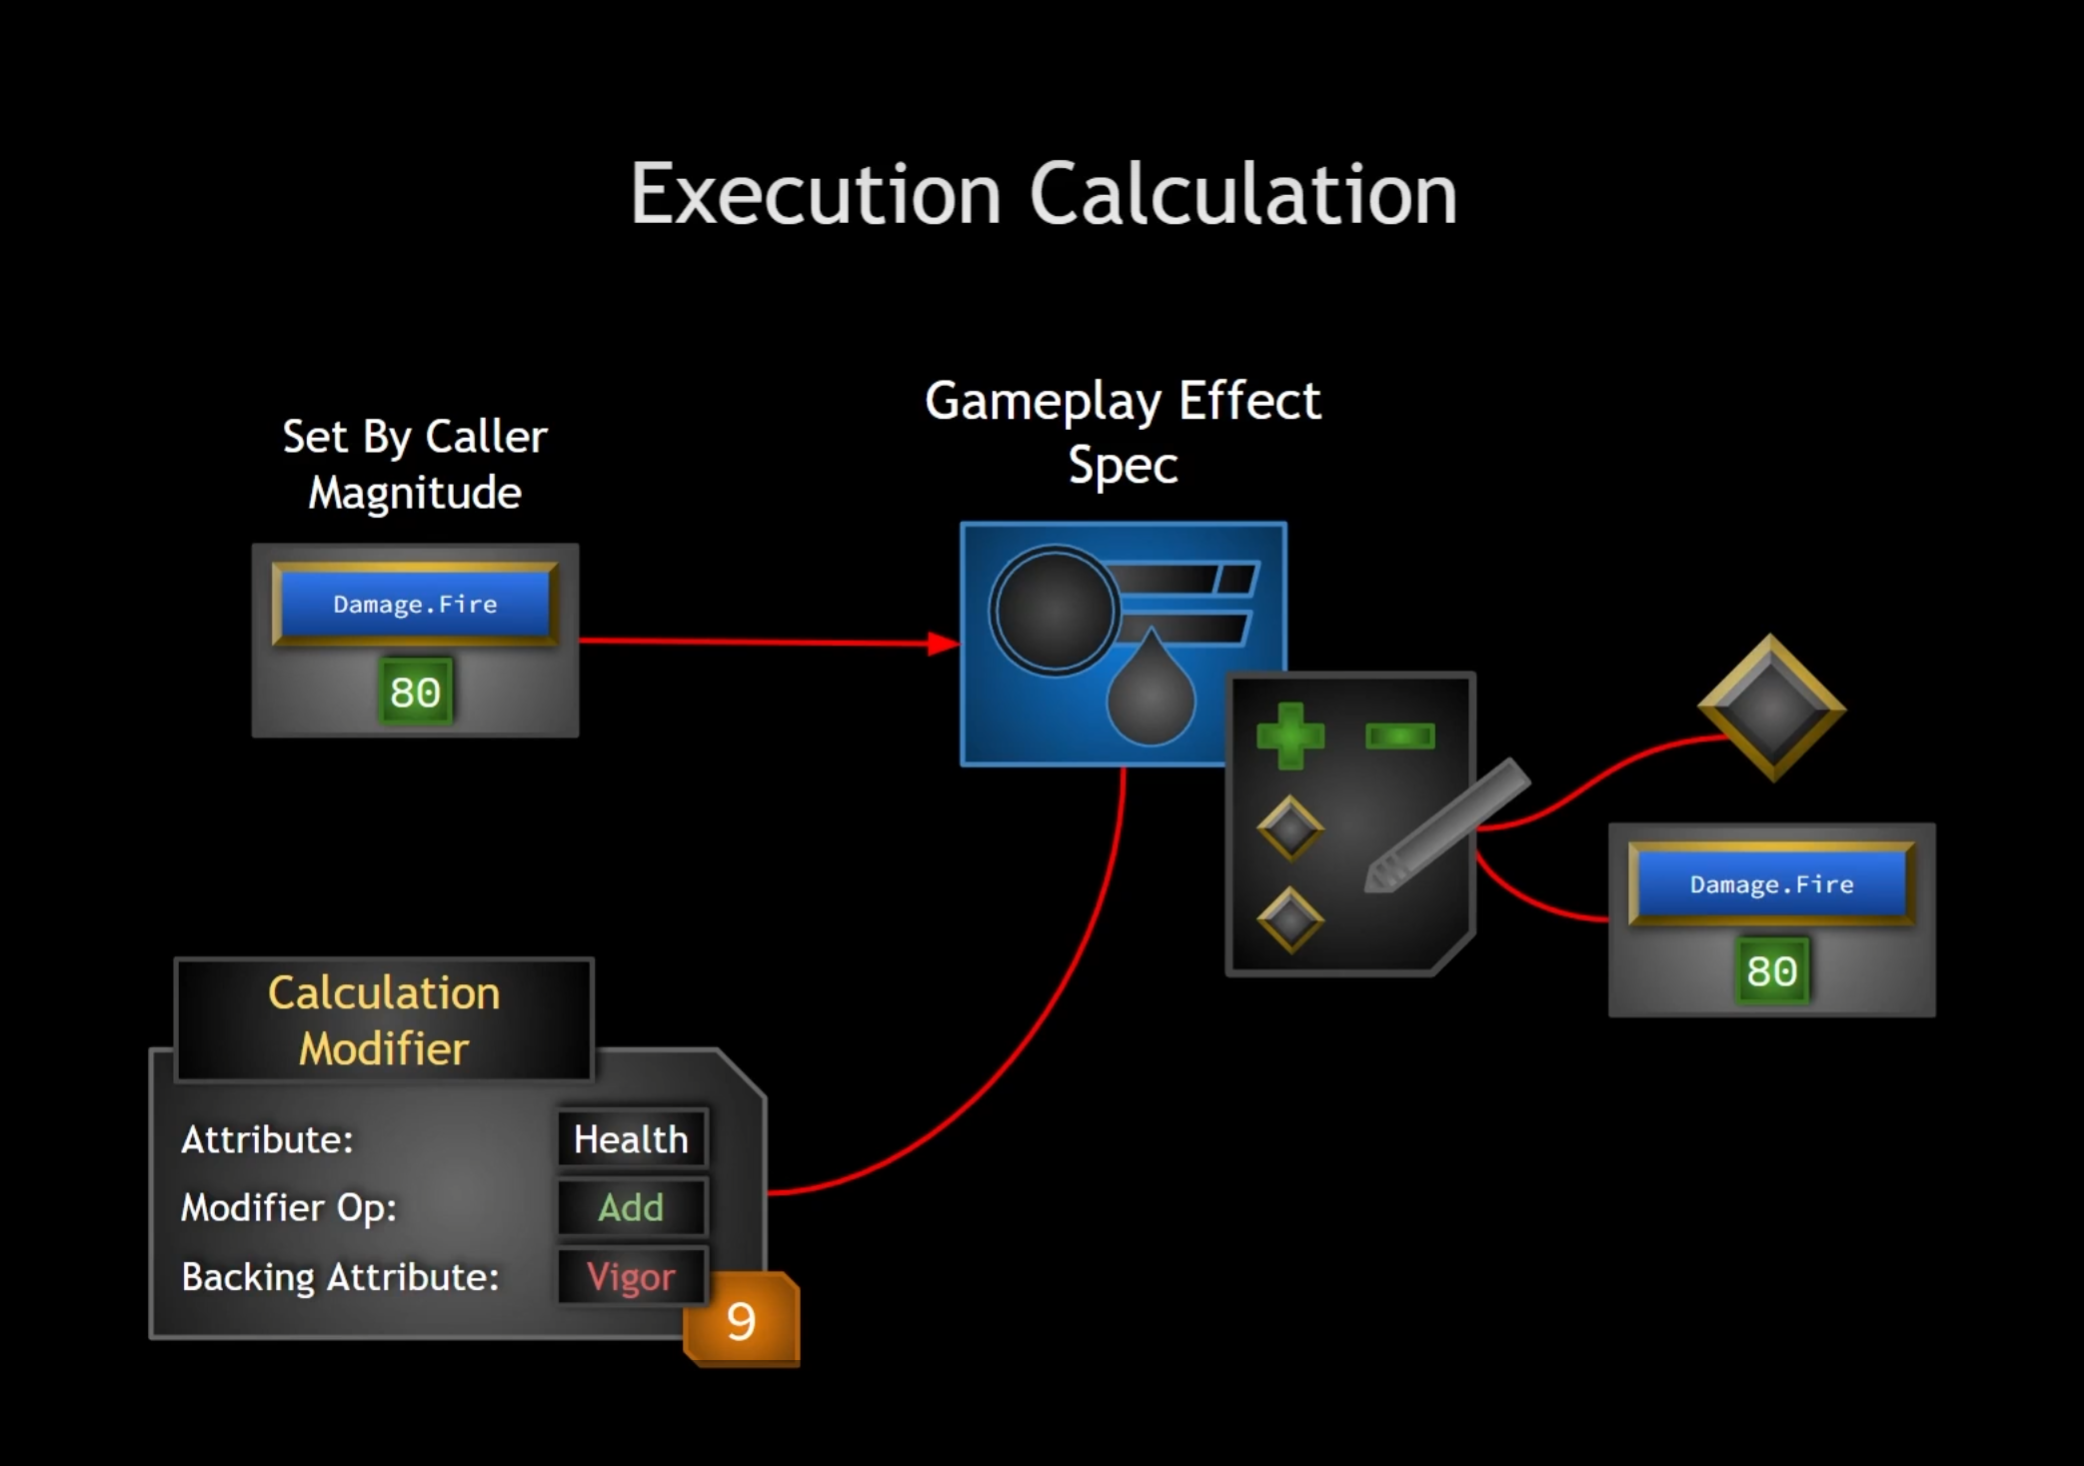 Execution Calculation
Set By Caller
Magnitude
Damage.Fire
80
Gameplay Effect
Spec
Damage.Fire
80
Calculation
Modifier
Attribute: Health
Modifier Op: Add
Backing Attribute: Vigor
9